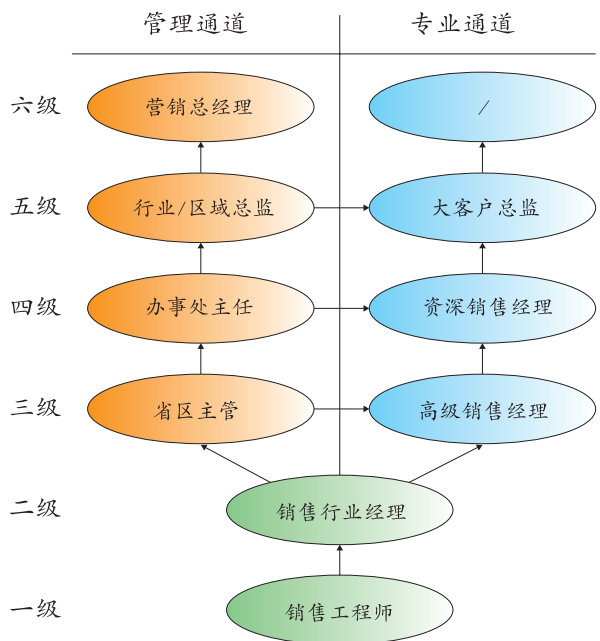 管理通道 专业通道
六级 营销总经理 /
五级 行业/区域总监 大客户总监
四级 办事处主任 资深销售经理
三级 省区主管 高级销售经理
二级 销售行业经理
一级 销售工程师